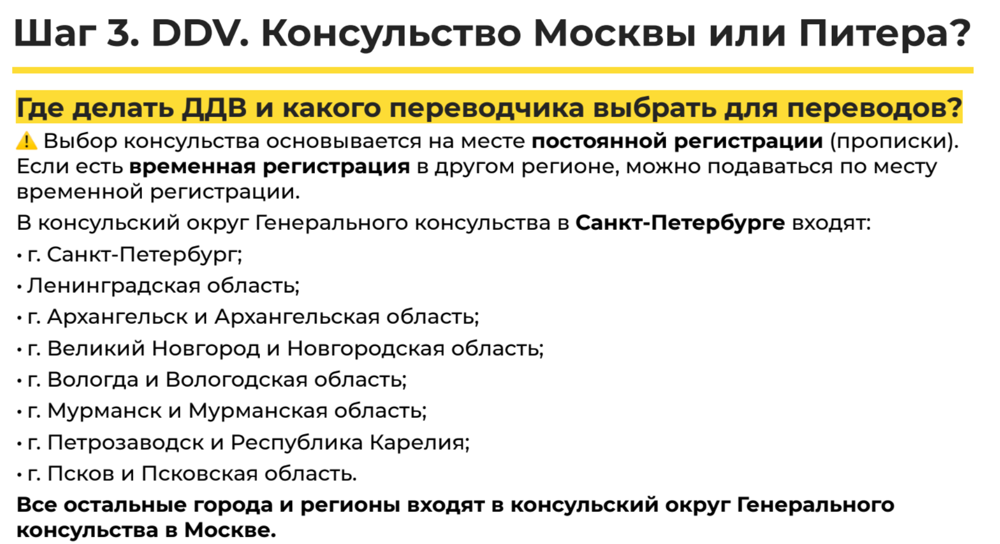 Шаг 3. DDV. Консульство Москвы или Питера?
Где делать ДДВ и какого переводчика выбрать для переводов?
⚠️ Выбор консульства основывается на месте постоянной регистрации (прописки).
Если есть временная регистрация в другом регионе, можно подаваться по месту
временной регистрации.
В консульский округ Генерального консульства в Санкт-Петербурге входят:
• г. Санкт-Петербург;
• Ленинградская область;
• г. Архангельск и Архангельская область;
• г. Великий Новгород и Новгородская область;
• г. Вологда и Вологодская область;
• г. Мурманск и Мурманская область;
• г. Петрозаводск и Республика Карелия;
• г. Псков и Псковская область.
Все остальные города и регионы входят в консульский округ Генерального
консульства в Москве.